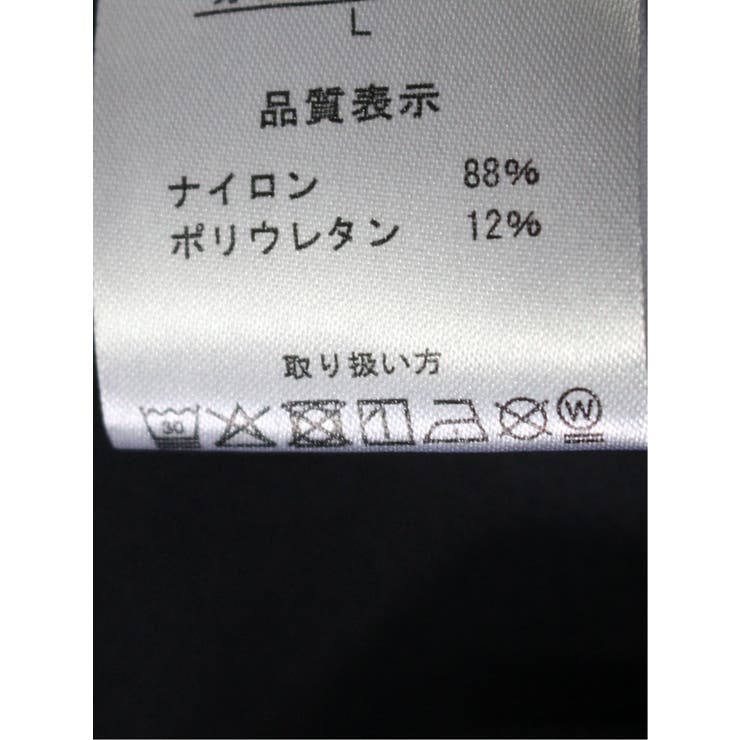 L
品質表示
ナイロン 88%
ポリウレタン 12%
取り扱い方
30 W